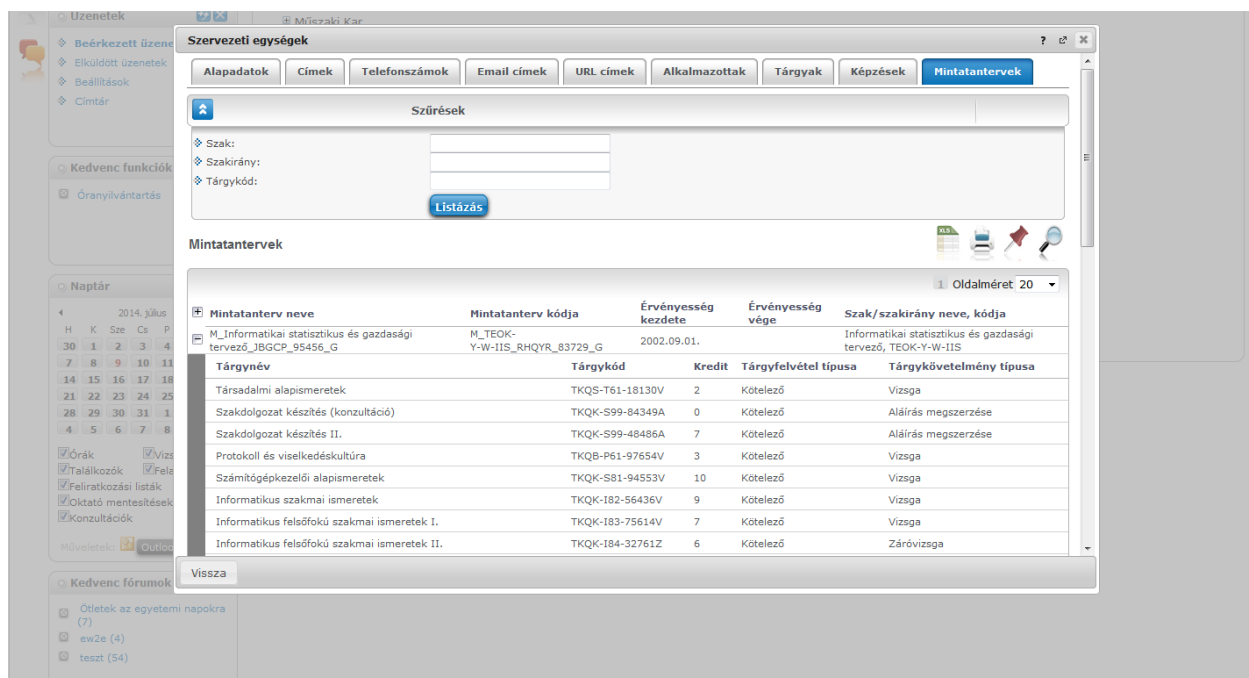 Üzenetek
Műszaki Kar
Beérkezett üzene
Elküldött üzenetek
Beállítások
Címtár
Kedvenc funkciók
Óranyilvántartás
Naptár
2014. július
H K Sze Cs P
30 1 2 3 4
7 8 9 10 11
14 15 16 17 18
21 22 23 24 25
28 29 30 31 1
4 5 6 7 8
Órák Vizs
Találkozók Fela
Feliratkozási listák
Oktató mentesítések
Konzultációk
Műveletek: Outloo
Kedvenc fórumok
Ötletek az egyetemi napokra
(7)
ew2e (4)
teszt (54)
Szervezeti egységek ?
Alapadatok Címek Telefonszámok Email címek URL címek Alkalmazottak Tárgyak Képzések Mintatantervek
Szűrések
Szak:
Szakirány:
Tárgykód:
Listázás
Mintatantervek XLS
1 Oldalméret 20
Mintatanterv neve Mintatanterv kódja Érvényesség kezdete Érvényesség vége Szak/szakirány neve, kódja
M_Informatikai statisztikus és gazdasági M_TEOK- 2002.09.01. Informatikai statisztikus és gazdasági
tervező_JBGCP_95456_G Y-W-IIS_RHQYR_83729_G tervező, TEOK-Y-W-IIS
Tárgynév Tárgykód Kredit Tárgyfelvétel típusa Tárgykövetelmény típusa
Társadalmi alapismeretek TKQS-T61-18130V 2 Kötelező Vizsga
Szakdolgozat készítés (konzultáció) TKQK-S99-84349A 0 Kötelező Aláírás megszerzése
Szakdolgozat készítés II. TKQK-S99-48486A 7 Kötelező Aláírás megszerzése
Protokoll és viselkedéskultúra TKQB-P61-97654V 3 Kötelező Vizsga
Számítógépkezelői alapismeretek TKQK-S81-94553V 10 Kötelező Vizsga
Informatikus szakmai ismeretek TKQK-I82-56436V 9 Kötelező Vizsga
Informatikus felsőfokú szakmai ismeretek I. TKQK-I83-75614V 7 Kötelező Vizsga
Informatikus felsőfokú szakmai ismeretek II. TKQK-I84-32761Z 6 Kötelező Záróvizsga
Vissza